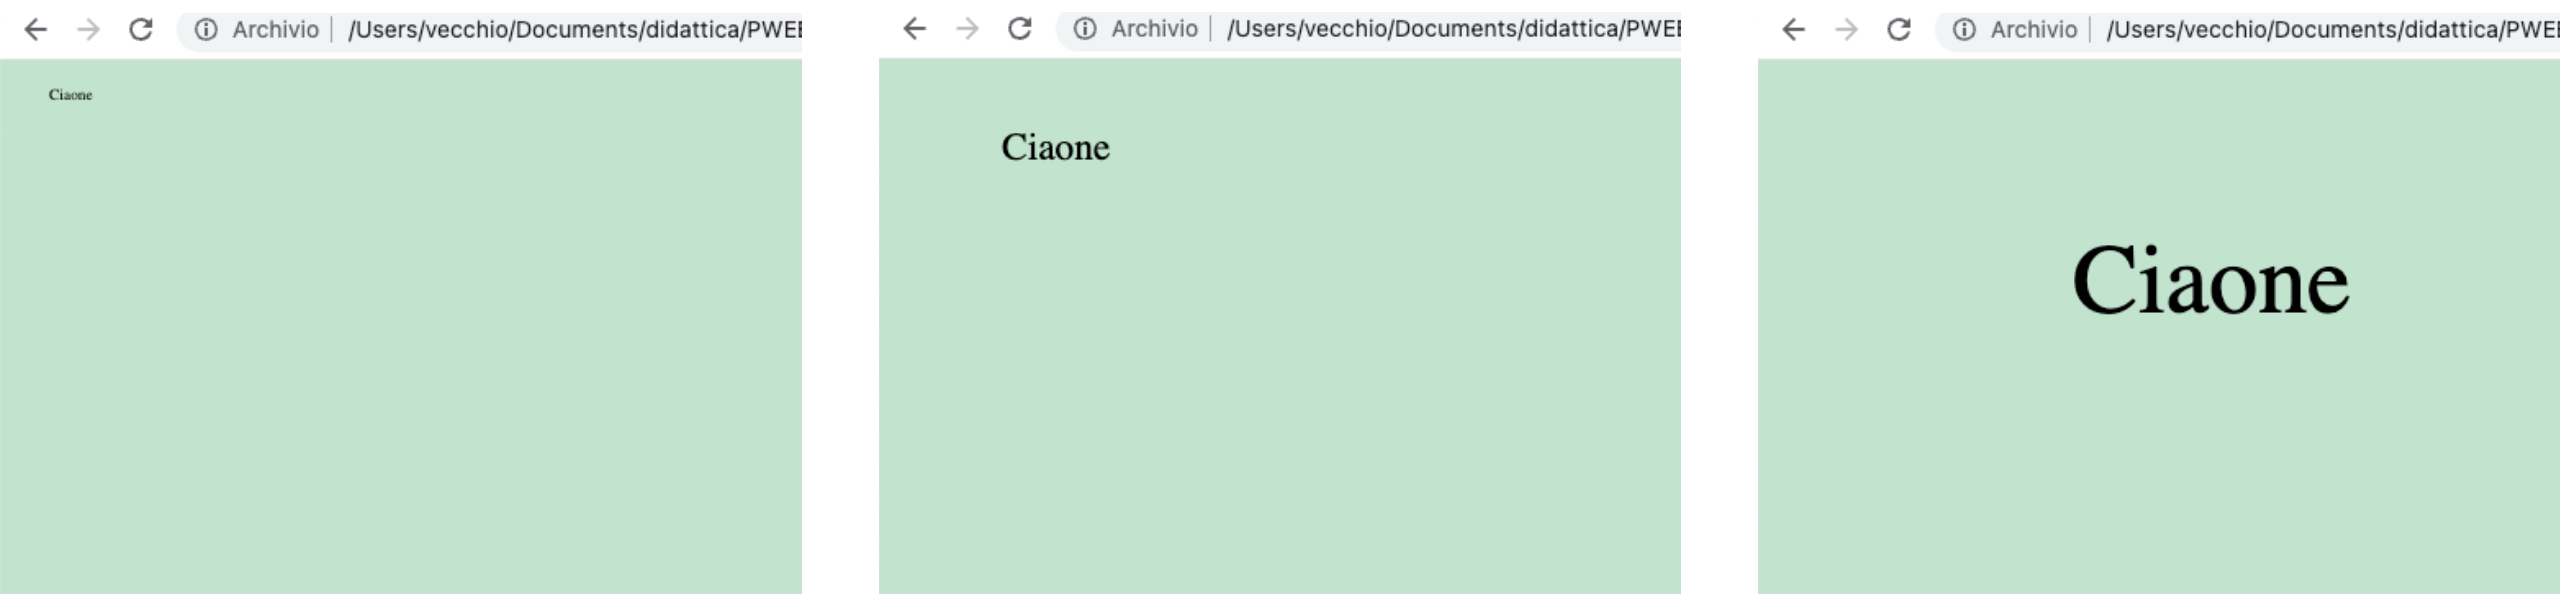 Archivio | /Users/vecchio/Documents/didattica/PWE
Ciaone
Archivio | /Users/vecchio/Documents/didattica/PWE
Ciaone
Archivio | /Users/vecchio/Documents/didattica/PWE
Ciaone